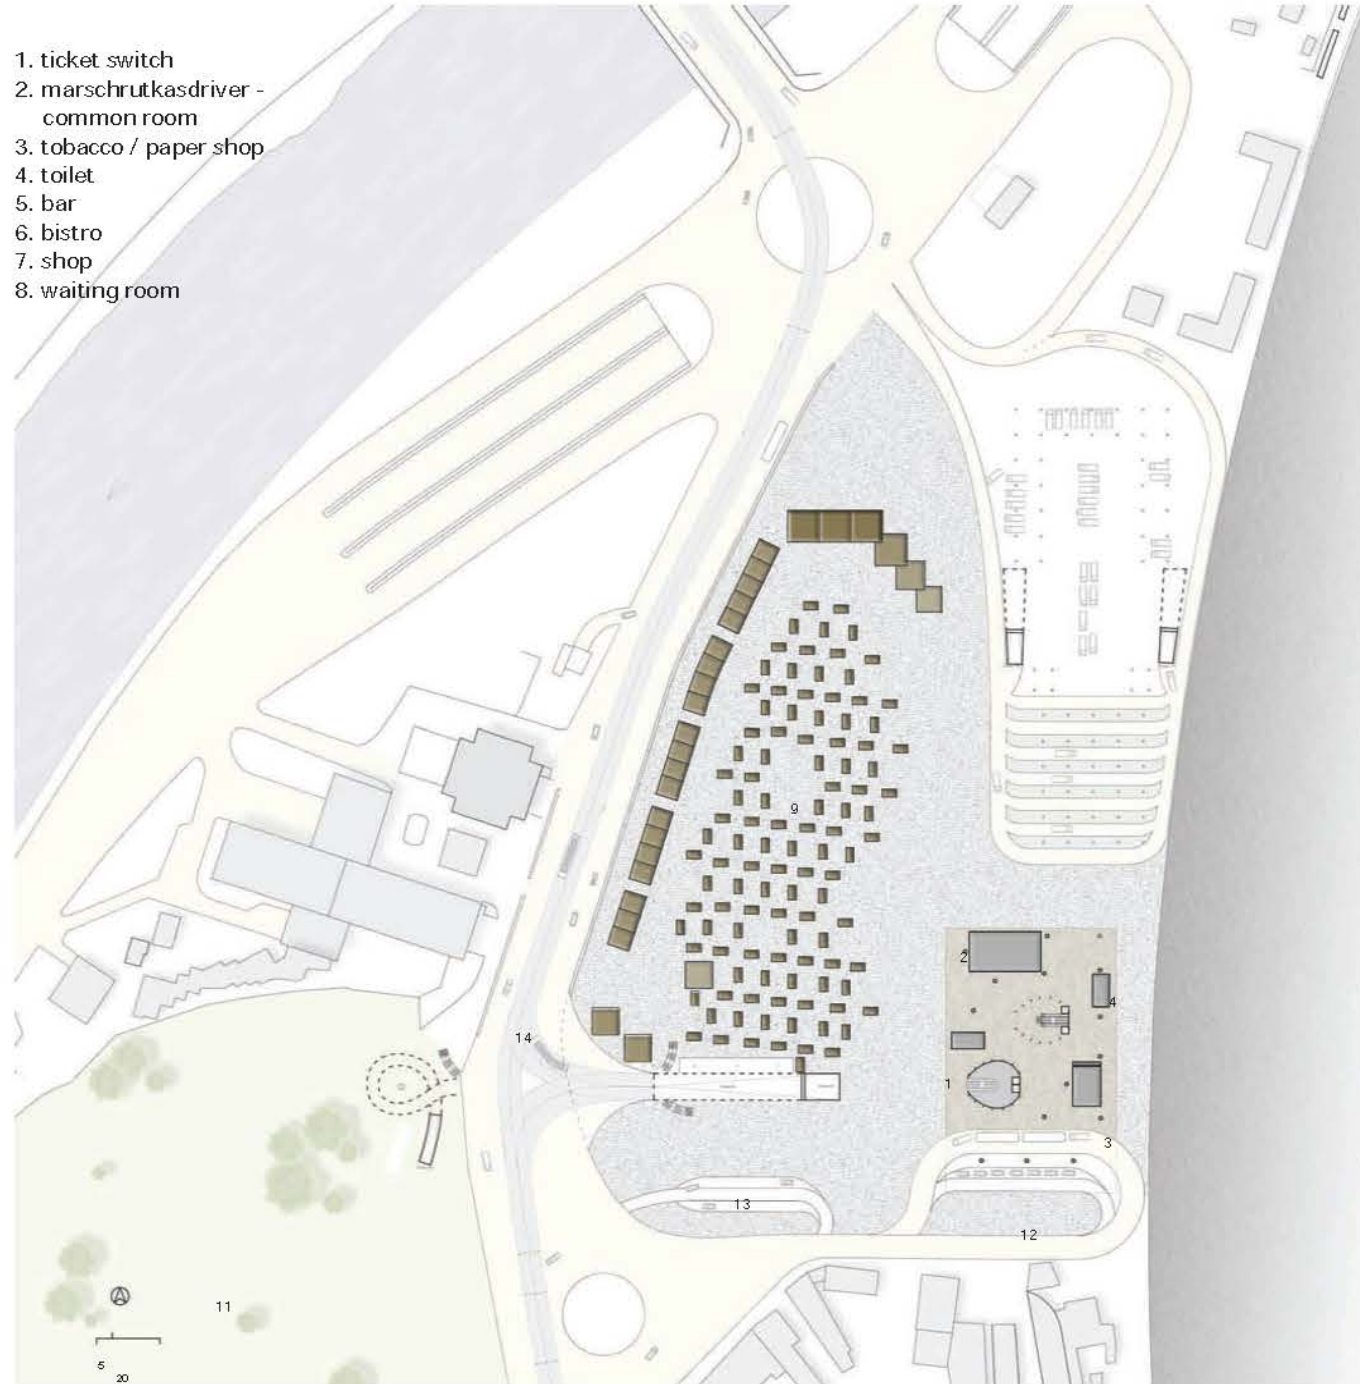 1. ticket switch
2. marschrutkasdriver -
common room
3. tobacco / paper shop
4. toilet
5. bar
6. bistro
7. shop
8. waiting room
9
2
4
14
1
3
13
12
11
5
20